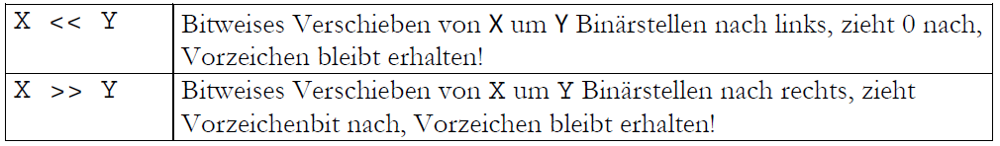 X << Y Bitweises Verschieben von X um Y Binärstellen nach links, zieht 0 nach,
Vorzeichen bleibt erhalten!
X >> Y Bitweises Verschieben von X um Y Binärstellen nach rechts, zieht
Vorzeichenbit nach, Vorzeichen bleibt erhalten!